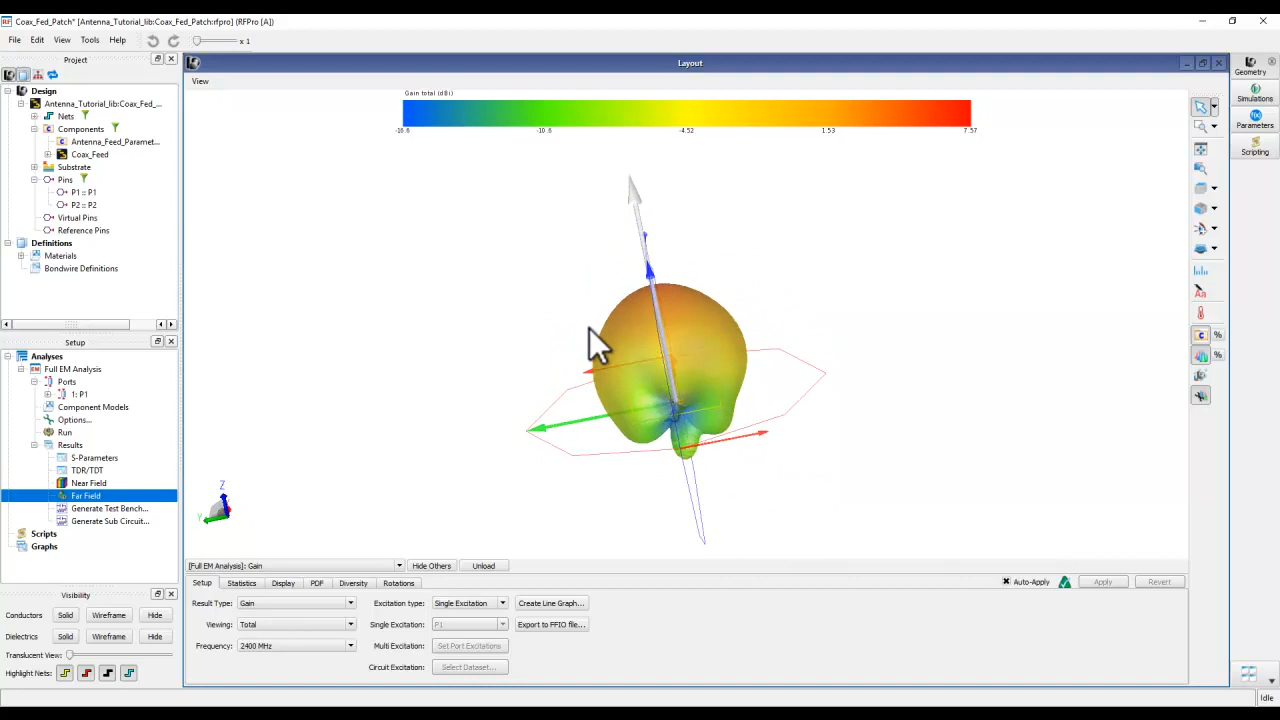 Coax_Fed_Patch* [Antenna_Tutorial_lib:Coax_Fed_Patch:rfpro] (RFPro [A])
File Edit View Tools Help
x 1
Project
Design
Antenna_Tutorial_lib:Coax_Fed_...
Nets
Components
Antenna_Feed_Paramet...
Coax_Feed
Substrate
Pins
P1 :: P1
P2 :: P2
Virtual Pins
Reference Pins
Definitions
Materials
Bondwire Definitions
Setup
Analyses
Full EM Analysis
Ports
1: P1
Component Models
Options...
Run
Results
S-Parameters
TDR/TDT
Near Field
Far Field
Generate Test Bench...
Generate Sub Circuit...
Scripts
Graphs
Visibility
Conductors Solid Wireframe Hide
Dielectrics Solid Wireframe Hide
Translucent View:
Highlight Nets:
Layout
View
Gain total (dBi)
-16.6 -10.6 -4.52 1.53 7.57
Z
Y
[Full EM Analysis]: Gain Hide Others Unload
Setup Statistics Display PDF Diversity Rotations Auto-Apply Apply Revert
Result Type: Gain Excitation type: Single Excitation Create Line Graph...
Viewing: Total Single Excitation: P1 Export to FFIO file...
Frequency: 2400 MHz Multi Excitation: Set Port Excitations
Circuit Excitation: Select Dataset...
Aa
%
%
Geometry
Simulations
Parameters
Scripting
Idle